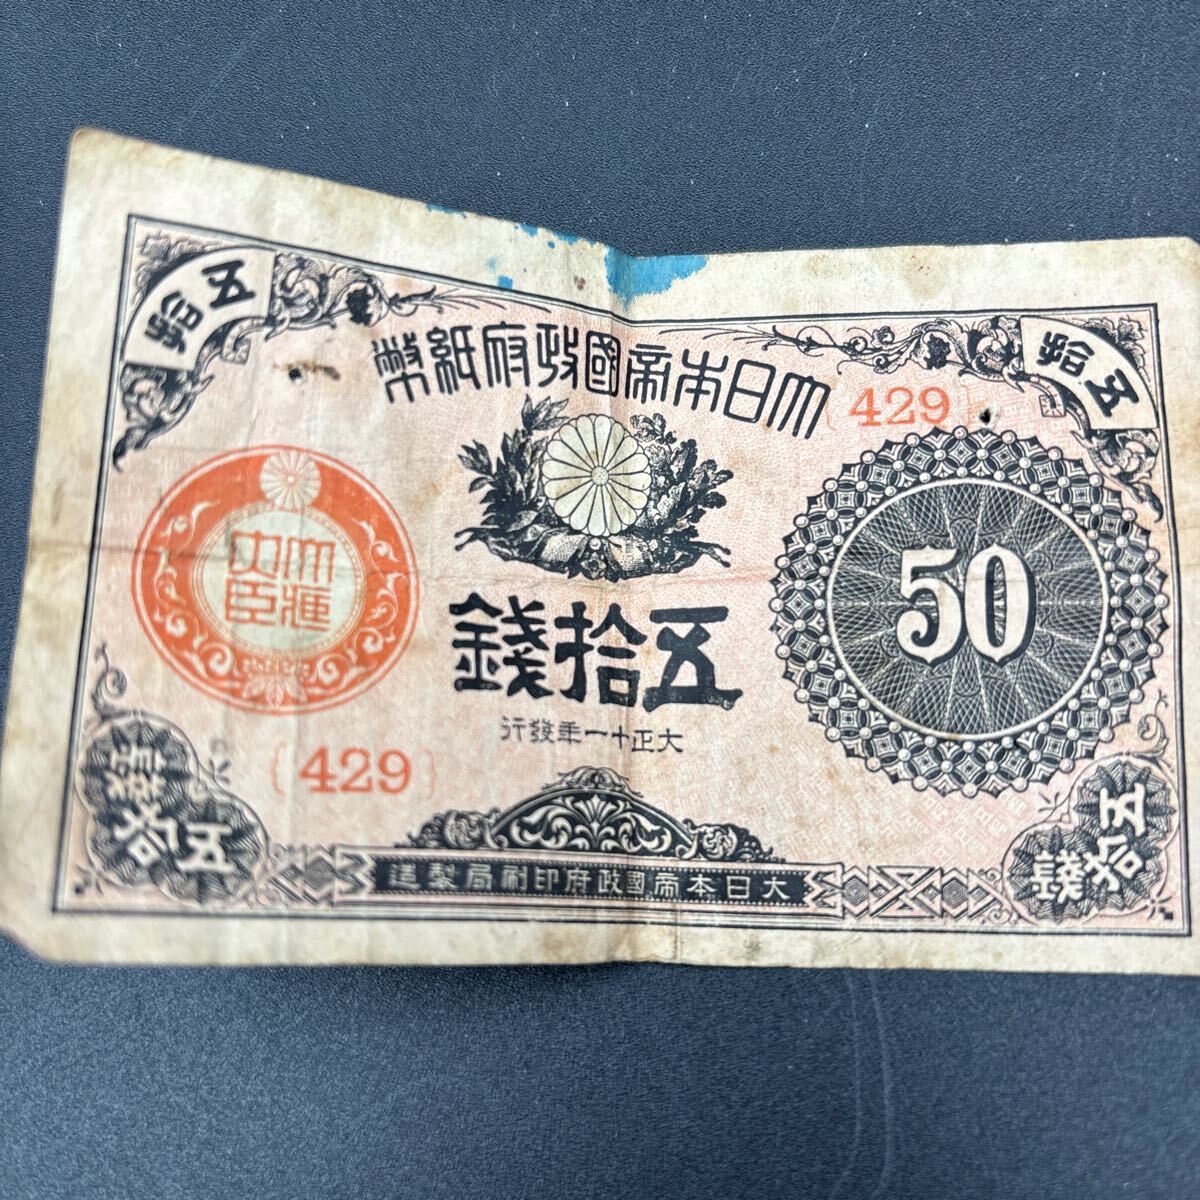 五拾
五拾
大日本帝國政府紙幣
{429}
大藏大臣
五拾錢
50
大正十一年發行
{429}
五拾錢
五拾錢
大日本帝國政府印刷局製造